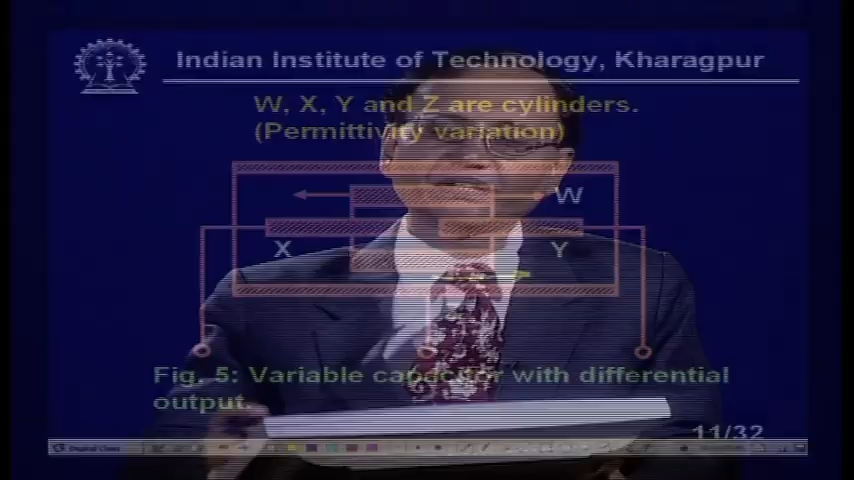 Indian Institute of Technology, Kharagpur
W, X, Y and Z are cylinders.
(Permittivity variation)
W
X
Y
Fig. 5: Variable capacitor with differential
output.
11/32